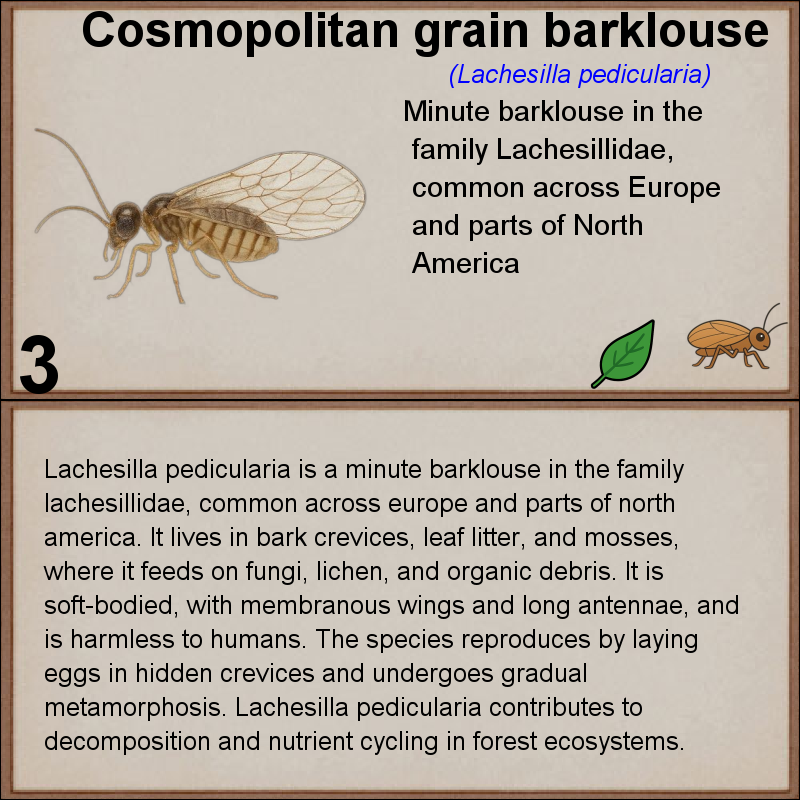 Cosmopolitan grain barklouse
(Lachesilla pedicularia)
Minute barklouse in the
family Lachesillidae,
common across Europe
and parts of North
America
3
Lachesilla pedicularia is a minute barklouse in the family
lachesillidae, common across europe and parts of north
america. It lives in bark crevices, leaf litter, and mosses,
where it feeds on fungi, lichen, and organic debris. It is
soft-bodied, with membranous wings and long antennae, and
is harmless to humans. The species reproduces by laying
eggs in hidden crevices and undergoes gradual
metamorphosis. Lachesilla pedicularia contributes to
decomposition and nutrient cycling in forest ecosystems.